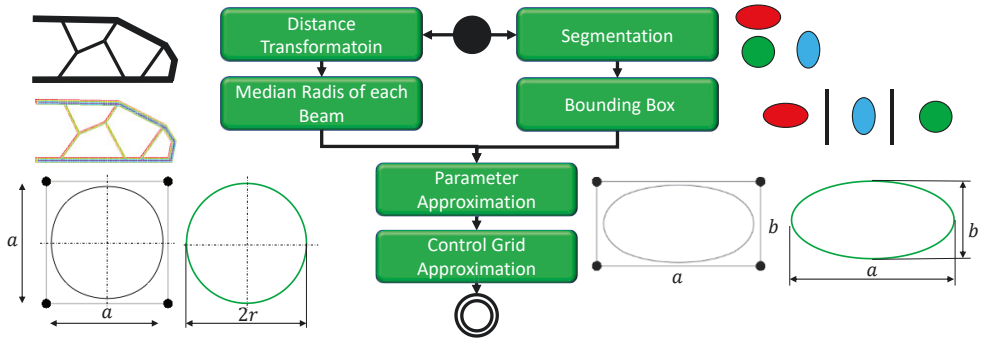 Distance
Transformatoin
Segmentation
Median Radis of each
Beam
Bounding Box
Parameter
Approximation
Control Grid
Approximation
a
a
2r
b
a
b
a